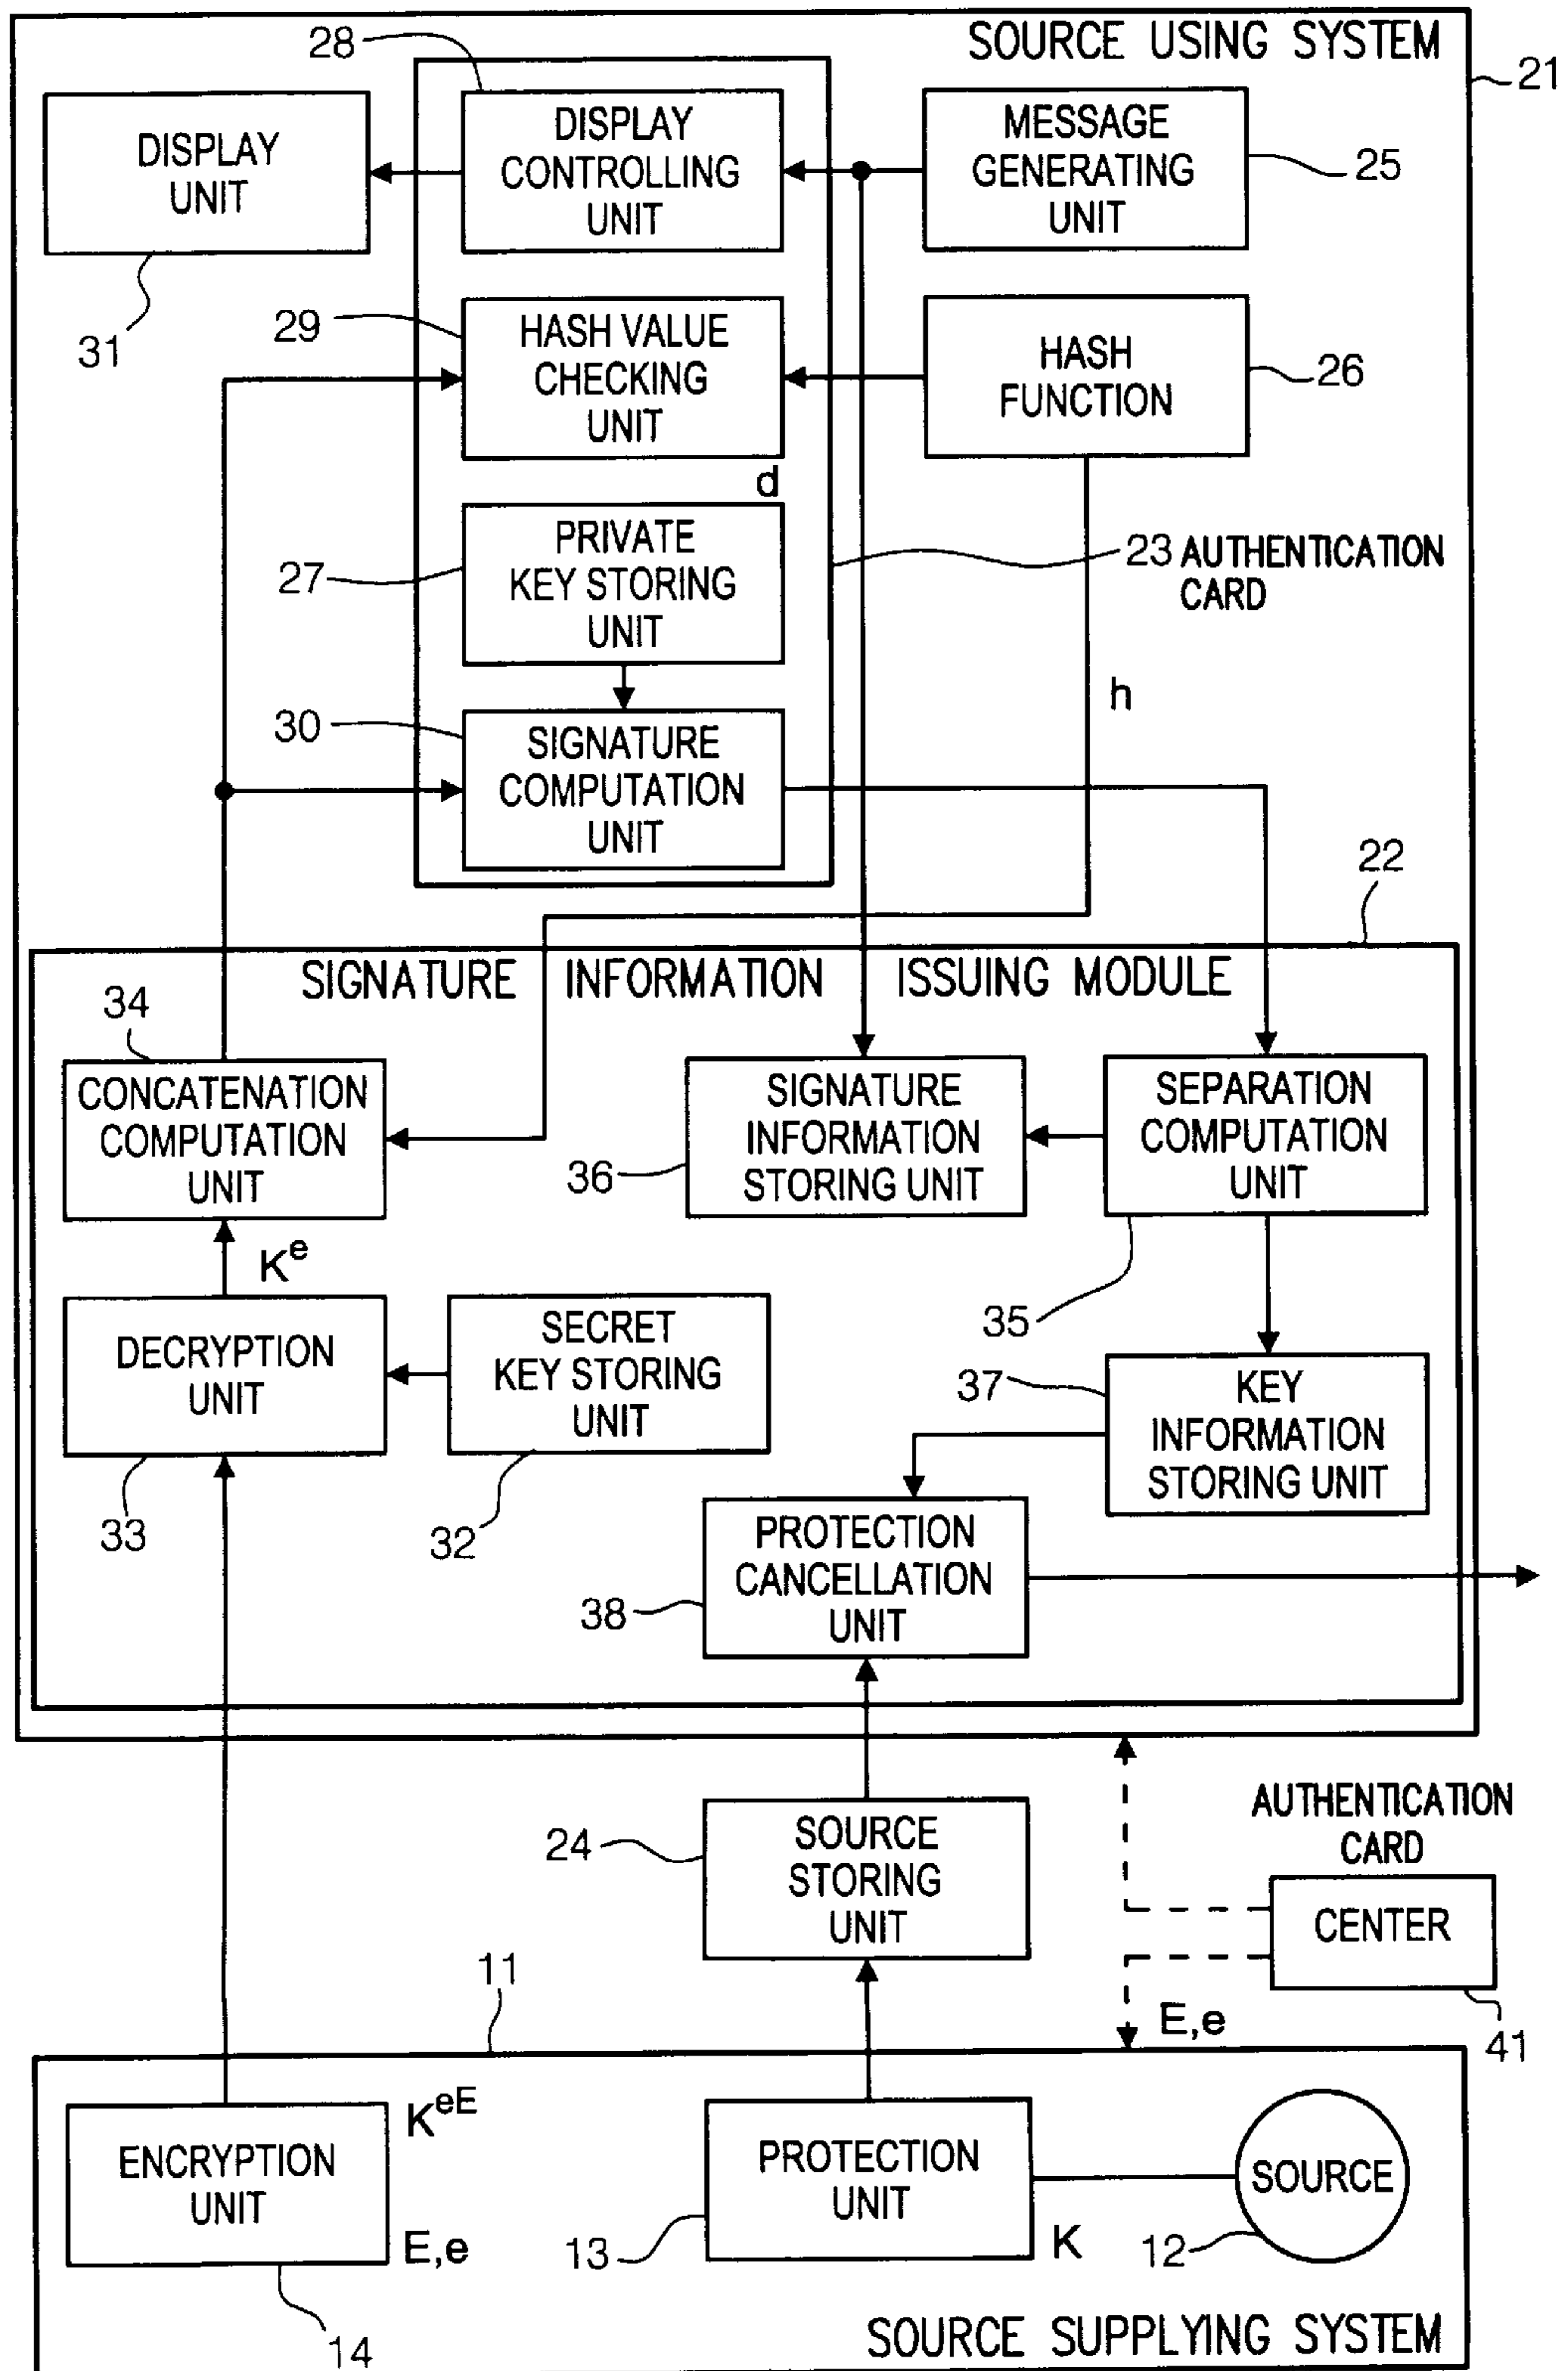 SOURCE USING SYSTEM
21
28
DISPLAY
UNIT
31
DISPLAY
CONTROLLING
UNIT
MESSAGE
GENERATING
UNIT
25
29
HASH VALUE
CHECKING
UNIT
HASH
FUNCTION
26
d
27
PRIVATE
KEY STORING
UNIT
23 AUTHENTICATION
CARD
h
30
SIGNATURE
COMPUTATION
UNIT
22
SIGNATURE INFORMATION ISSUING MODULE
34
CONCATENATION
COMPUTATION
UNIT
SIGNATURE
INFORMATION
STORING UNIT
36
SEPARATION
COMPUTATION
UNIT
35
K^e
DECRYPTION
UNIT
33
SECRET
KEY STORING
UNIT
32
37
KEY
INFORMATION
STORING UNIT
PROTECTION
CANCELLATION
UNIT
38
24
SOURCE
STORING
UNIT
AUTHENTICATION
CARD
CENTER
41
E,e
11
ENCRYPTION
UNIT
K^eE
E,e
14
PROTECTION
UNIT
13
K
SOURCE
12
SOURCE SUPPLYING SYSTEM